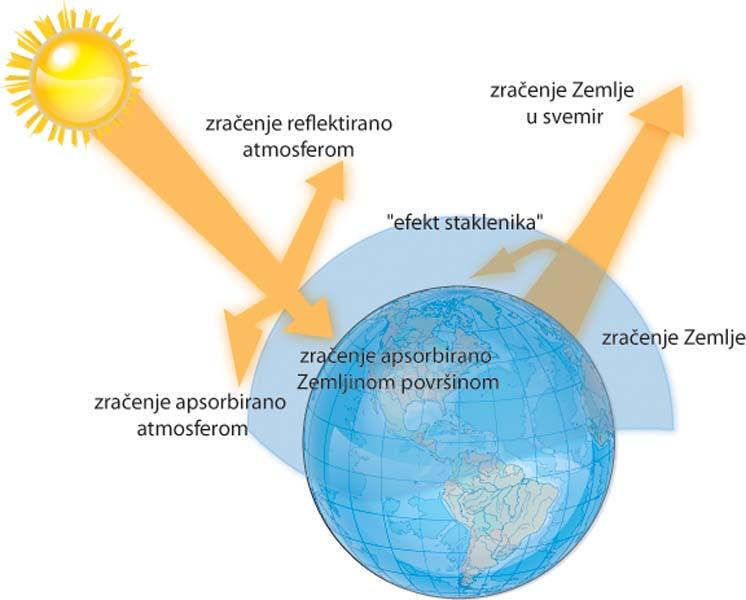 zračenje Zemlje
u svemir
zračenje reflektirano
atmosferom
"efekt staklenika"
zračenje Zemlje
zračenje apsorbirano
Zemljinom površinom
zračenje apsorbirano
atmosferom